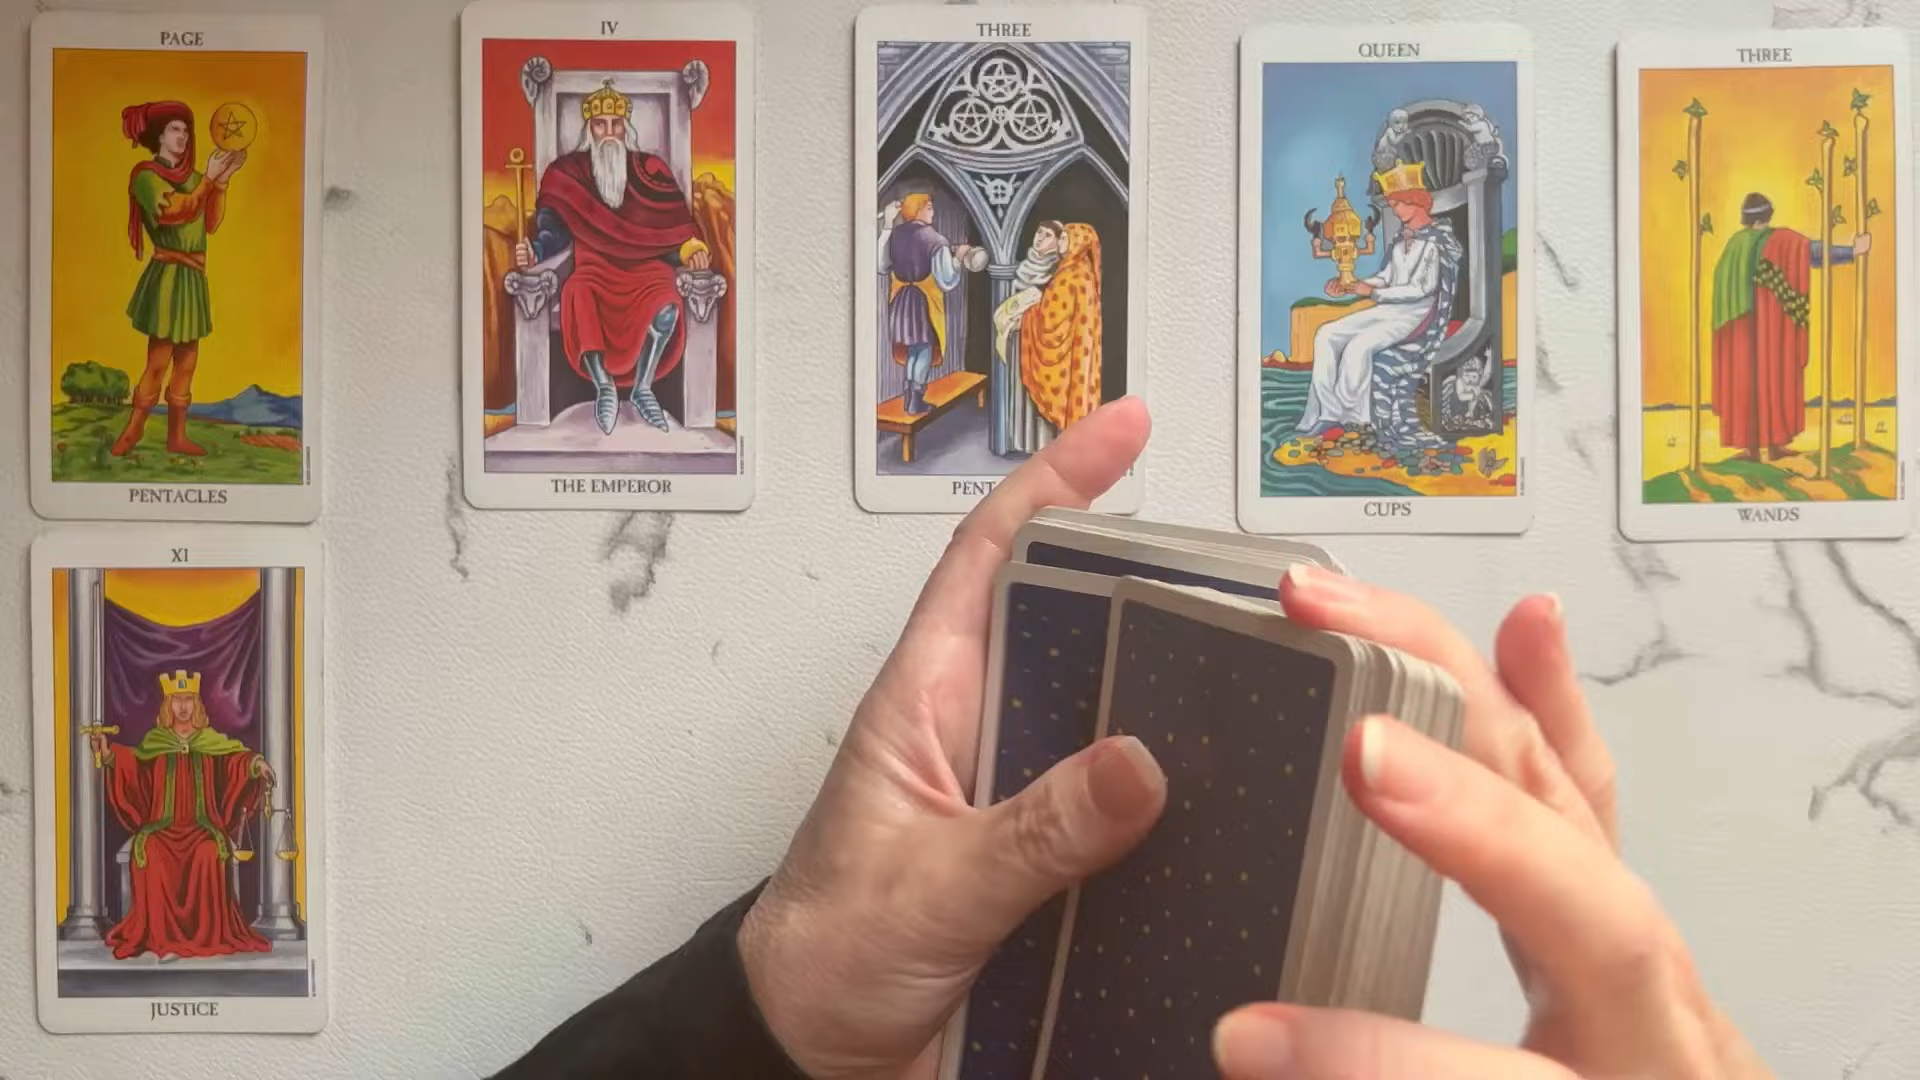 PAGE
PENTACLES
IV
THE EMPEROR
THREE
PENT
QUEEN
CUPS
THREE
WANDS
XI
JUSTICE